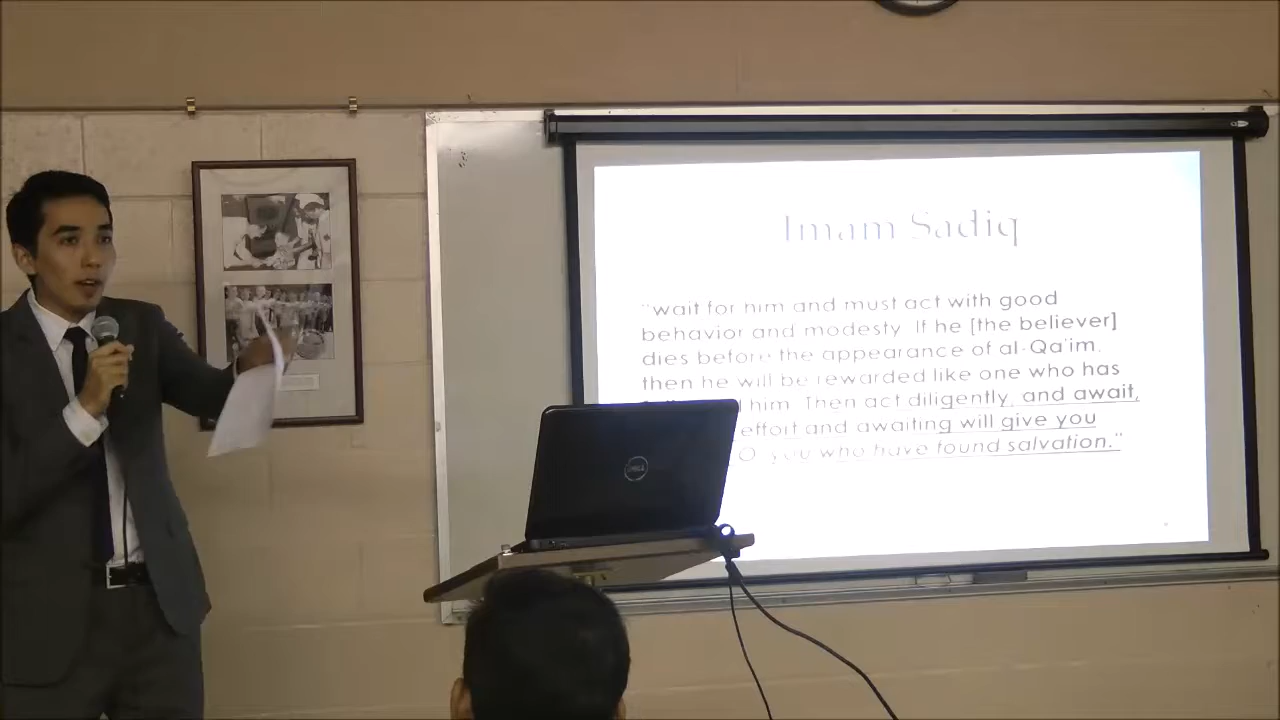 Imam Sadiq
"wait for him and must act with good
behavior and modesty. If he [the believer]
dies before the appearance of al-Qa'im,
then he will be rewarded like one who has
him. Then act diligently, and await,
effort and awaiting will give you
O, you who have found salvation."
DELL